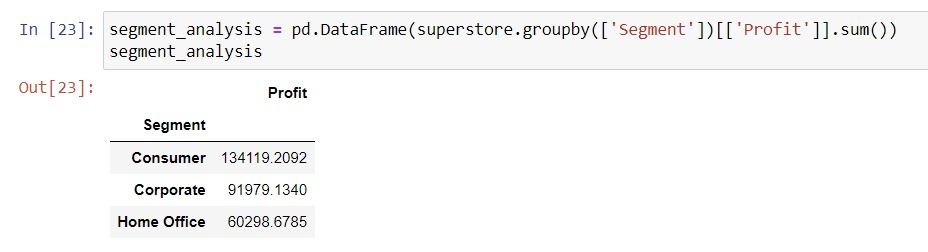 In [23]: segment_analysis = pd.DataFrame(superstore.groupby(['Segment'])[['Profit']].sum())
segment_analysis
Out[23]:
Profit
Segment
Consumer 134119.2092
Corporate 91979.1340
Home Office 60298.6785